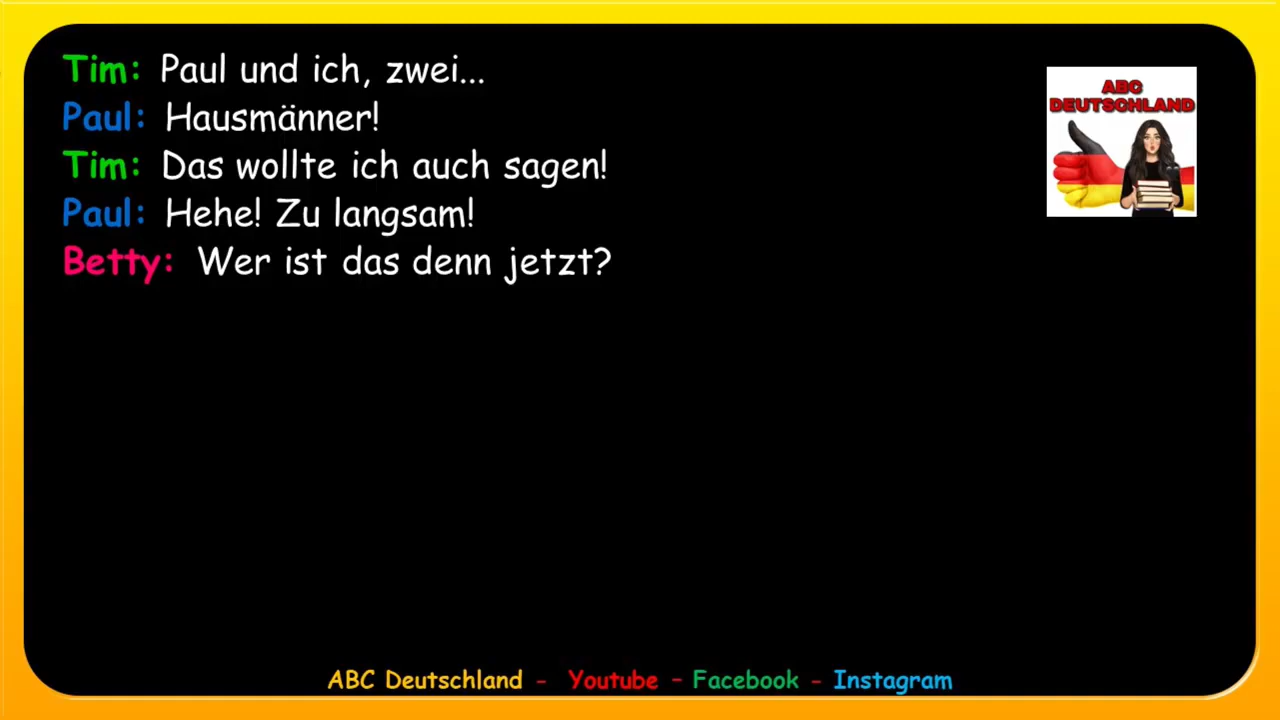 Tim: Paul und ich, zwei...
Paul: Hausmänner!
Tim: Das wollte ich auch sagen!
Paul: Hehe! Zu langsam!
Betty: Wer ist das denn jetzt?
ABC
DEUTSCHLAND
ABC Deutschland - Youtube - Facebook - Instagram